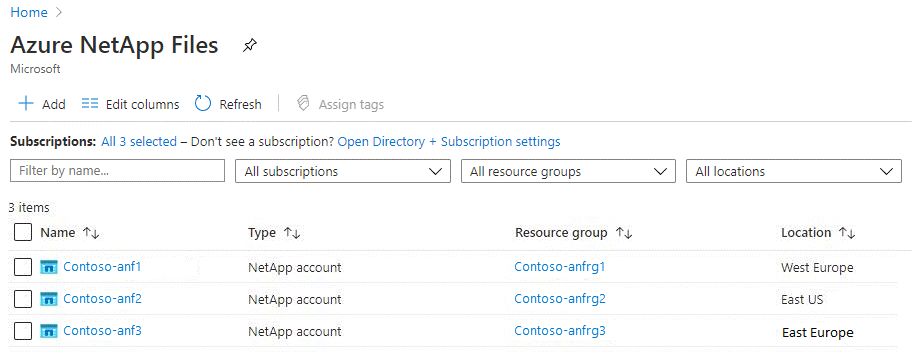 Home >
Azure NetApp Files
Microsoft
+ Add Edit columns Refresh Assign tags
Subscriptions: All 3 selected – Don't see a subscription? Open Directory + Subscription settings
Filter by name... All subscriptions All resource groups All locations
3 items
Name ↑↓ Type ↑↓ Resource group ↑↓ Location ↑↓
Contoso-anf1 NetApp account Contoso-anfrg1 West Europe
Contoso-anf2 NetApp account Contoso-anfrg2 East US
Contoso-anf3 NetApp account Contoso-anfrg3 East Europe